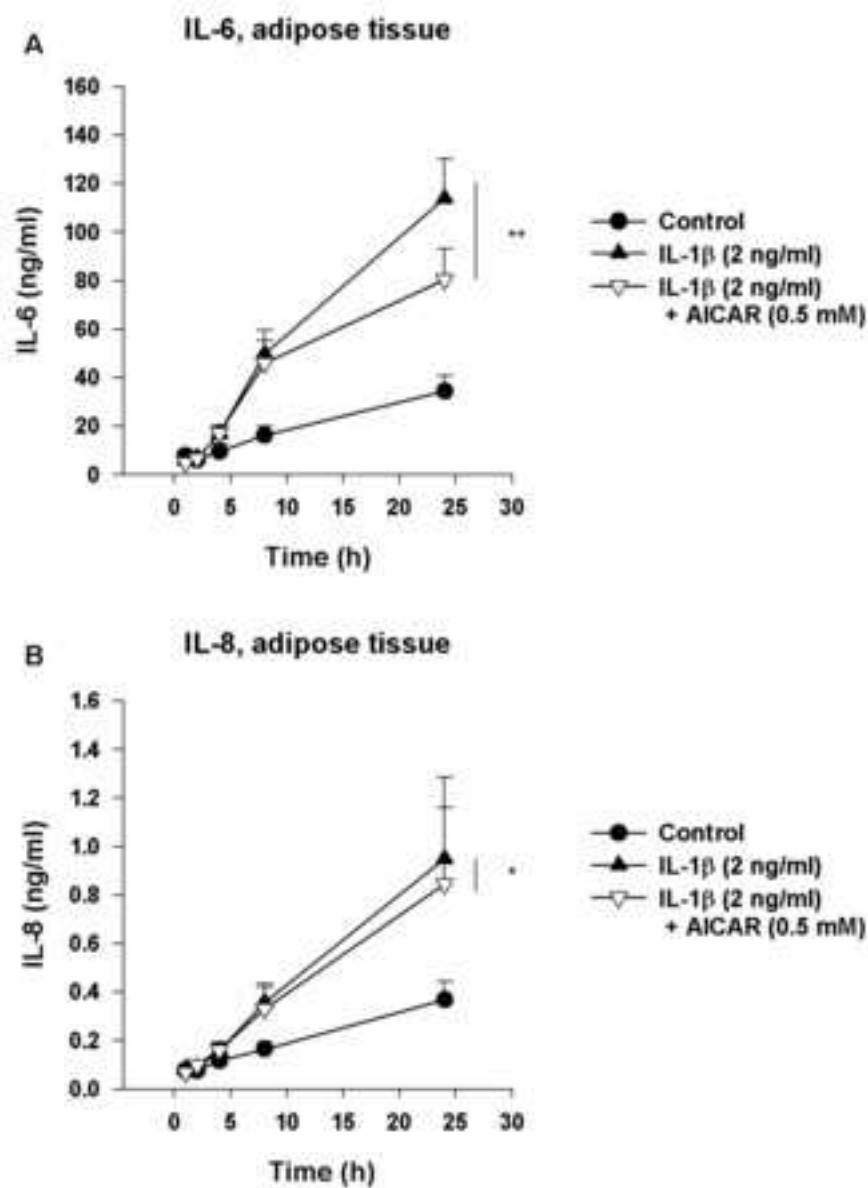 A
IL-6, adipose tissue
160
140
120
100
80
60
40
20
0
IL-6 (ng/ml)
0 5 10 15 20 25 30
Time (h)
**
Control
IL-1β (2 ng/ml)
IL-1β (2 ng/ml)
+ AICAR (0.5 mM)
B
IL-8, adipose tissue
1.6
1.4
1.2
1.0
0.8
0.6
0.4
0.2
0.0
IL-8 (ng/ml)
0 5 10 15 20 25 30
Time (h)
*
Control
IL-1β (2 ng/ml)
IL-1β (2 ng/ml)
+ AICAR (0.5 mM)